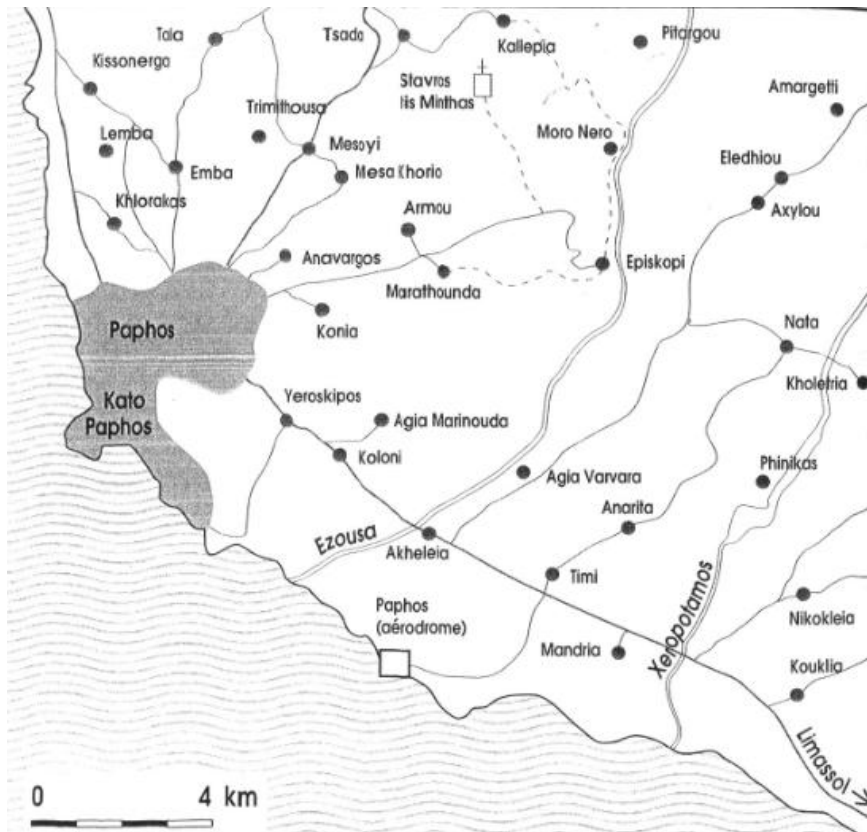 Tala
Tsada
Kallepia
Pitargou
Kissonerga
Stavros
tis Minthas
Amargetti
Trimithousa
Lemba
Mesoyi
Moro Nero
Eledhiou
Emba
Mesa Khorio
Khlorakas
Armou
Axylou
Anavargos
Episkopi
Marathounda
Paphos
Konia
Nata
Kholetria
Kato
Paphos
Yeroskipos
Agia Marinouda
Koloni
Agia Varvara
Phinikas
Anarita
Ezousa
Akheleia
Timi
Paphos
(aérodrome)
Xeropotamos
Nikokleia
Mandria
Kouklia
Limassol
0 4 km